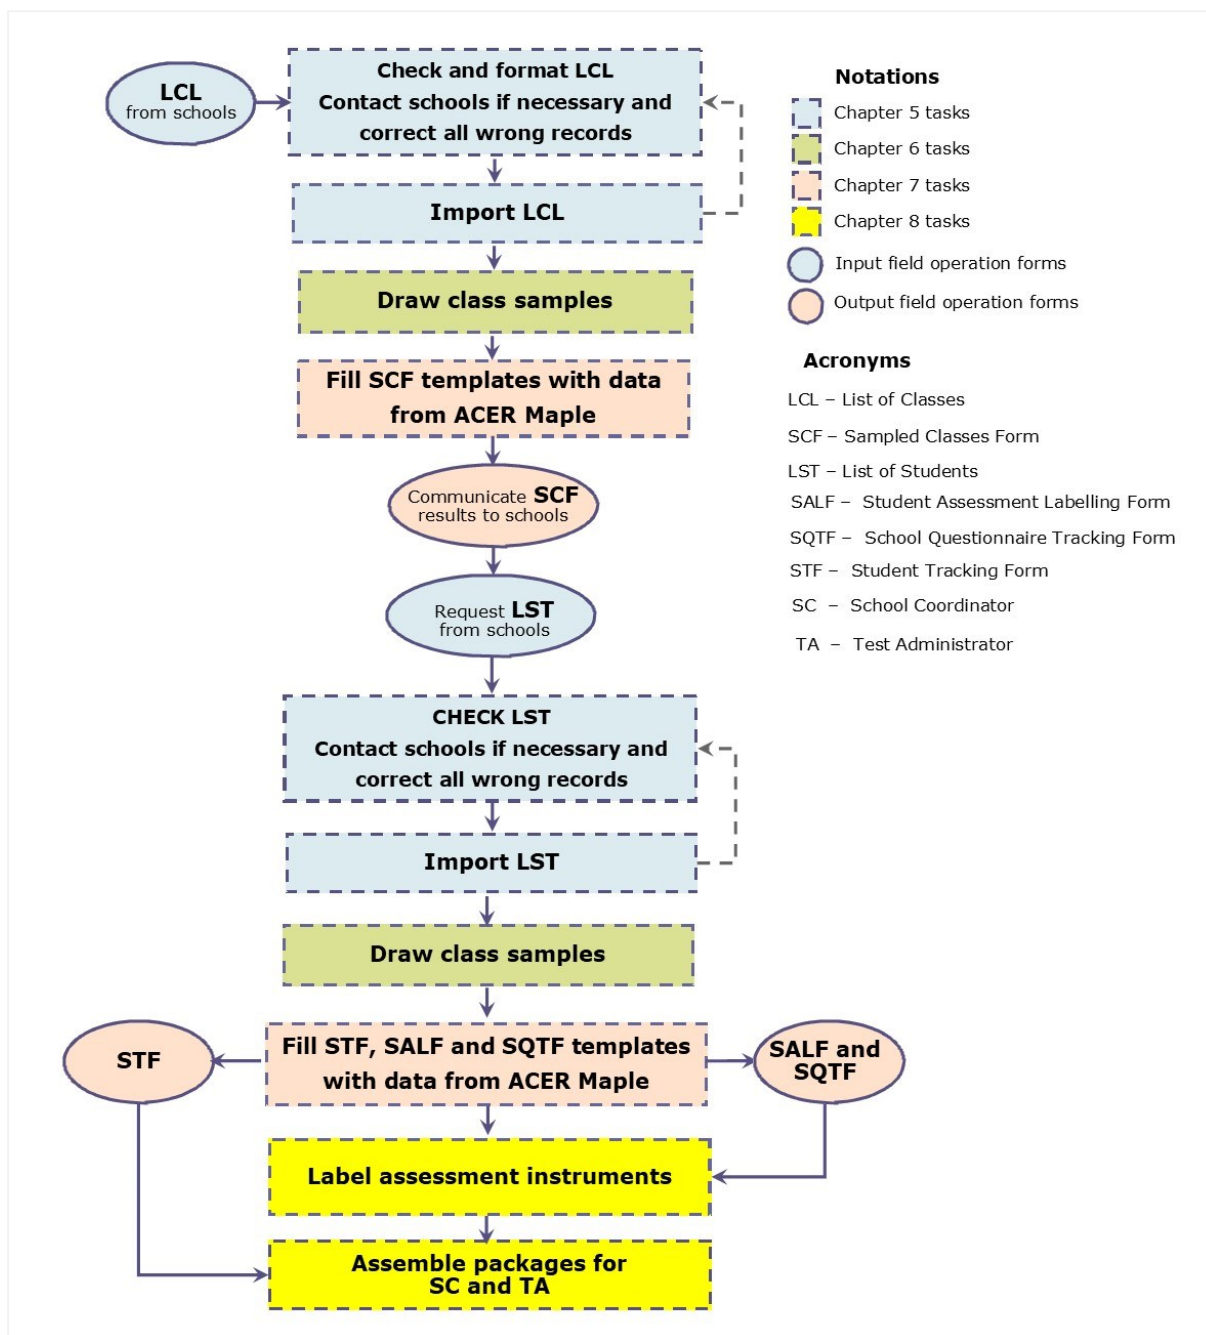 LCL
from schools
Check and format LCL
Contact schools if necessary and
correct all wrong records
Import LCL
Draw class samples
Fill SCF templates with data
from ACER Maple
Communicate SCF
results to schools
Request LST
from schools
CHECK LST
Contact schools if necessary and
correct all wrong records
Import LST
Draw class samples
STF
Fill STF, SALF and SQTF templates
with data from ACER Maple
SALF and
SQTF
Label assessment instruments
Assemble packages for
SC and TA
Notations
Chapter 5 tasks
Chapter 6 tasks
Chapter 7 tasks
Chapter 8 tasks
Input field operation forms
Output field operation forms
Acronyms
LCL – List of Classes
SCF – Sampled Classes Form
LST – List of Students
SALF – Student Assessment Labelling Form
SQTF – School Questionnaire Tracking Form
STF – Student Tracking Form
SC – School Coordinator
TA – Test Administrator